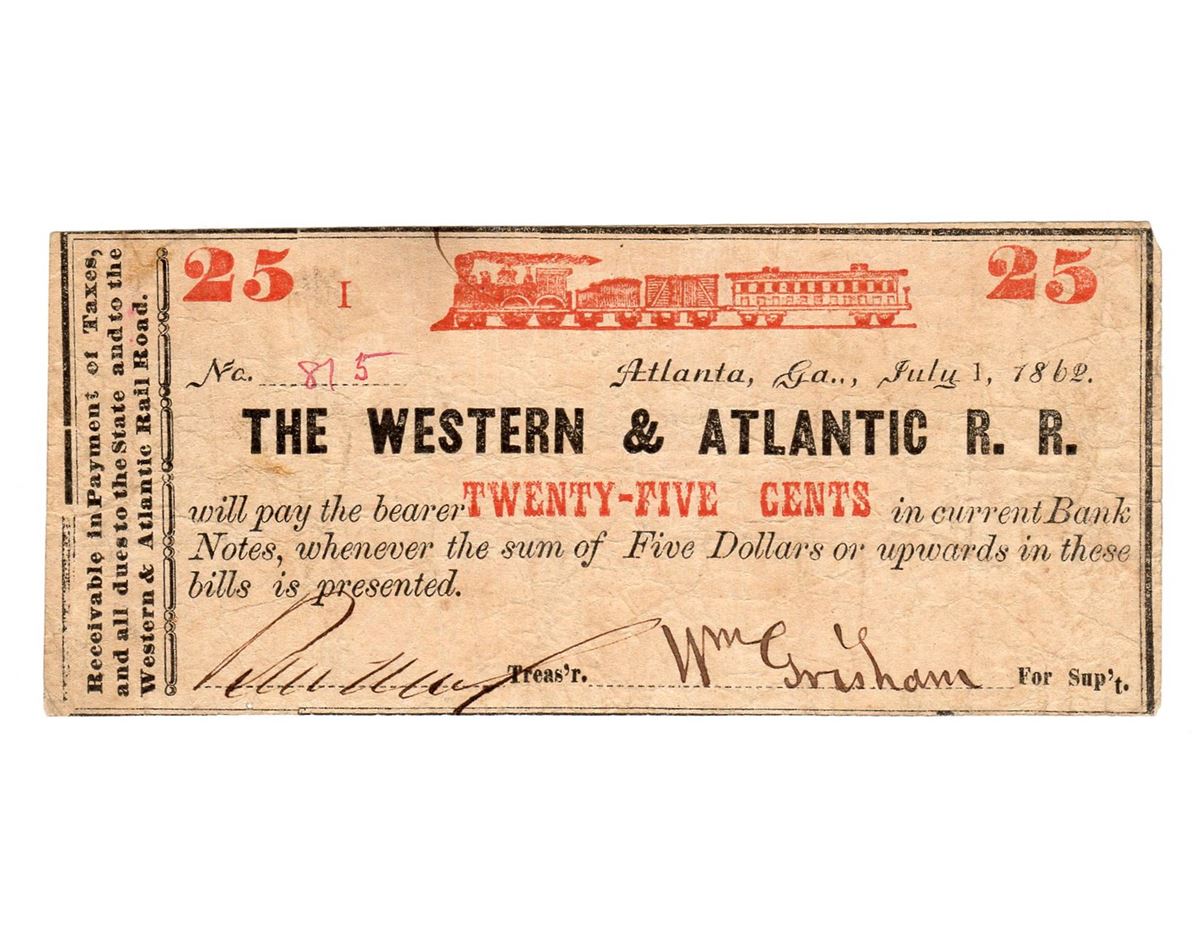 Receivable in Payment of Taxes,
and all dues to the State and to the
Western & Atlantic Rail Road.
25 I 25
No. 815 Atlanta, Ga.., July 1, 1862.
THE WESTERN & ATLANTIC R. R.
will pay the bearer TWENTY-FIVE CENTS in current Bank
Notes, whenever the sum of Five Dollars or upwards in these
bills is presented.
Treas'r. Wm Grisham For Sup't.